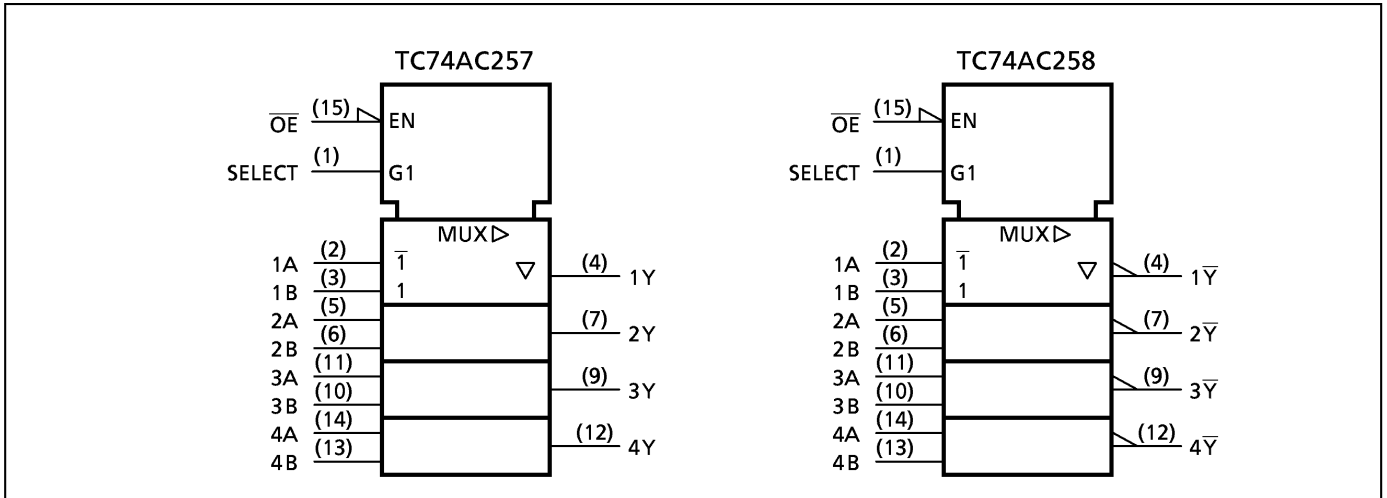 TC74AC257
O̅E̅ (15) EN
SELECT (1) G1
MUX▷
1A (2) 1̅ ▽ (4) 1Y
1B (3) 1
2A (5) (7) 2Y
2B (6)
3A (11) (9) 3Y
3B (10)
4A (14) (12) 4Y
4B (13)
TC74AC258
O̅E̅ (15) EN
SELECT (1) G1
MUX▷
1A (2) 1̅ ▽ (4) 1Y̅
1B (3) 1
2A (5) (7) 2Y̅
2B (6)
3A (11) (9) 3Y̅
3B (10)
4A (14) (12) 4Y̅
4B (13)